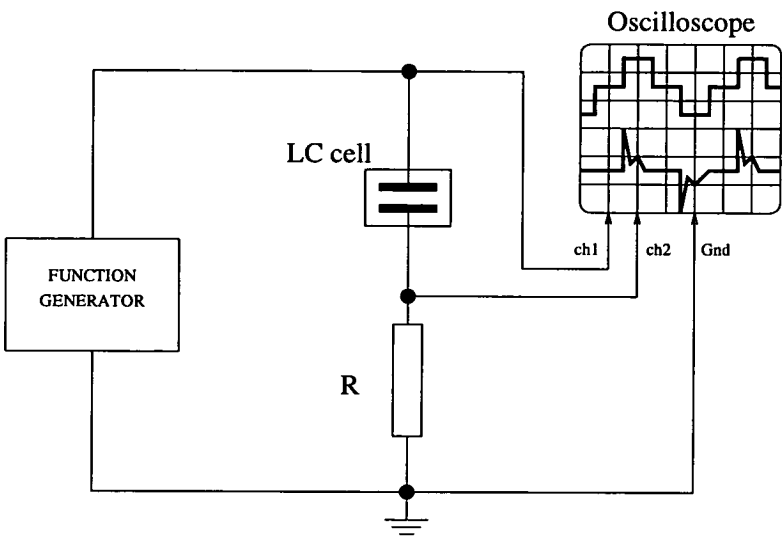 Oscilloscope
LC cell
ch1
ch2
Gnd
FUNCTION
GENERATOR
R